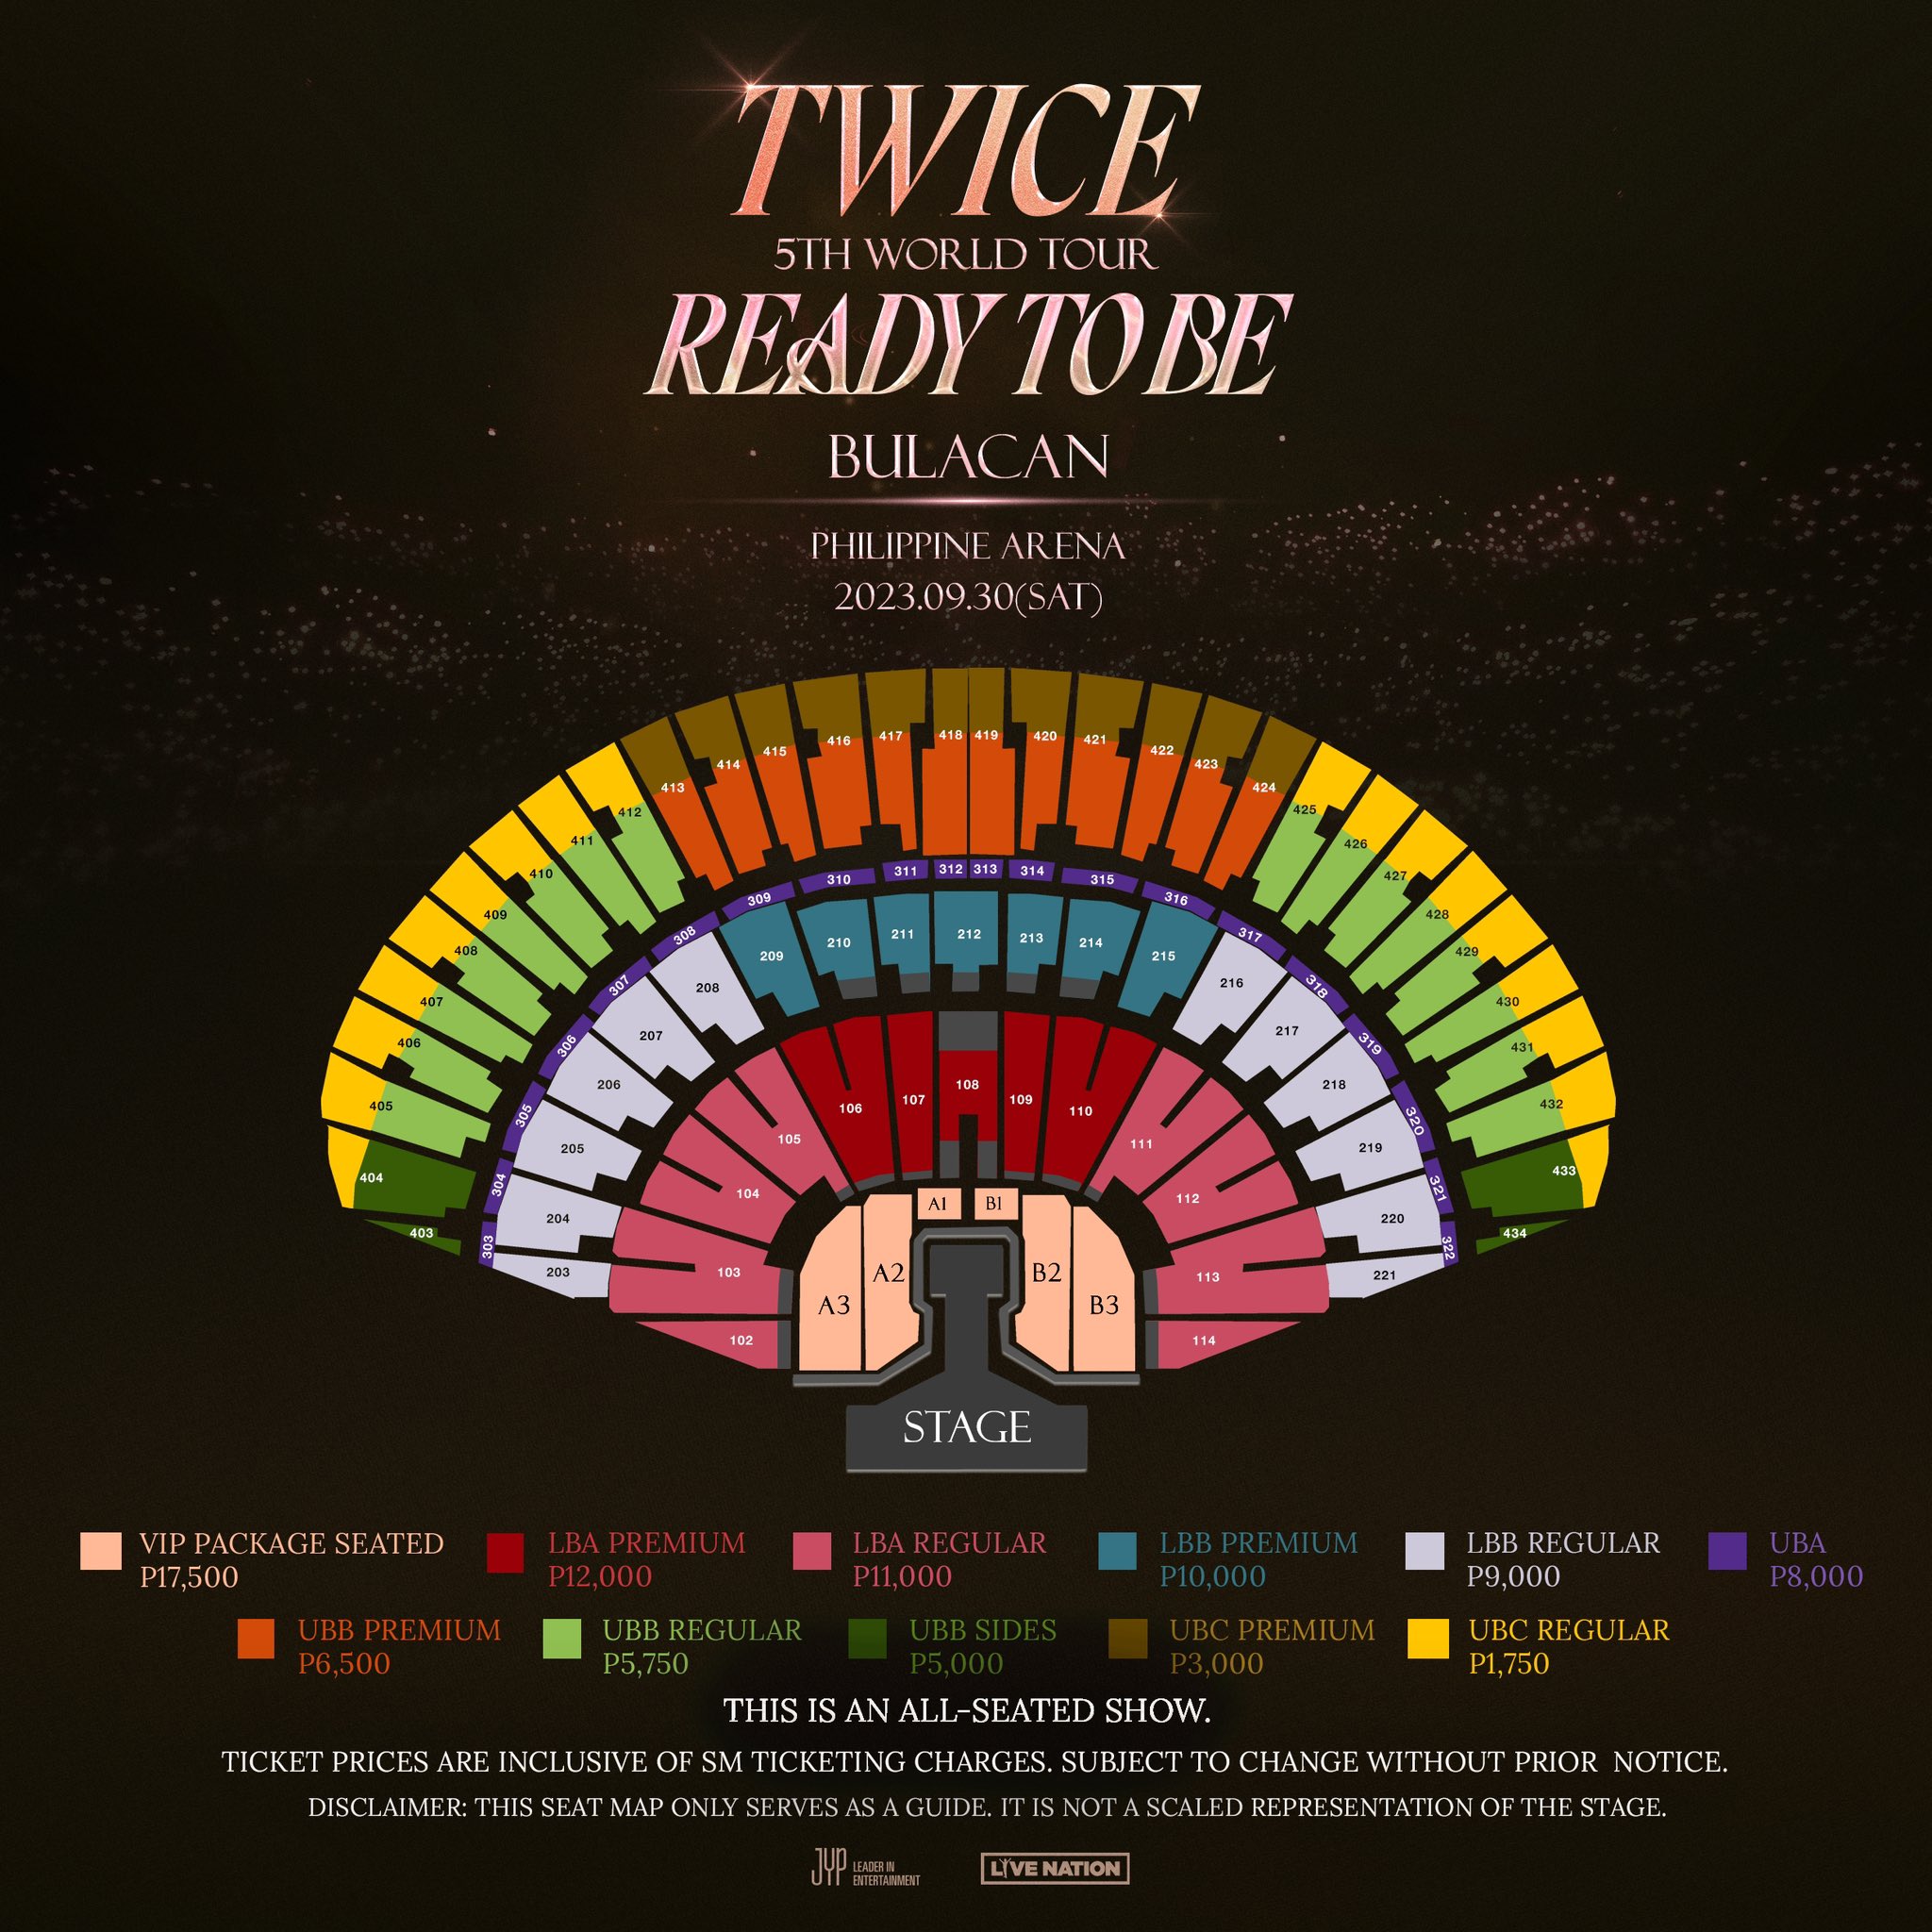 TWICE
5TH WORLD TOUR
READY TO BE
BULACAN
PHILIPPINE ARENA
2023.09.30(SAT)
413 414 415 416 417 418 419 420 421 422 423 424
412 425
411 426
410 427
409 428
408 429
407 430
406 431
405 432
404 433
403 434
303 304 305 306 307 308 309 310 311 312 313 314 315 316 317 318 319 320 321 322
203 204 205 206 207 208 209 210 211 212 213 214 215 216 217 218 219 220 221
102 103 104 105 106 107 108 109 110 111 112 113 114
A1 B1
A2 B2
A3 B3
STAGE
VIP PACKAGE SEATED
P17,500
LBA PREMIUM
P12,000
LBA REGULAR
P11,000
LBB PREMIUM
P10,000
LBB REGULAR
P9,000
UBA
P8,000
UBB PREMIUM
P6,500
UBB REGULAR
P5,750
UBB SIDES
P5,000
UBC PREMIUM
P3,000
UBC REGULAR
P1,750
THIS IS AN ALL-SEATED SHOW.
TICKET PRICES ARE INCLUSIVE OF SM TICKETING CHARGES. SUBJECT TO CHANGE WITHOUT PRIOR NOTICE.
DISCLAIMER: THIS SEAT MAP ONLY SERVES AS A GUIDE. IT IS NOT A SCALED REPRESENTATION OF THE STAGE.
JYP LEADER IN
ENTERTAINMENT
LIVE NATION